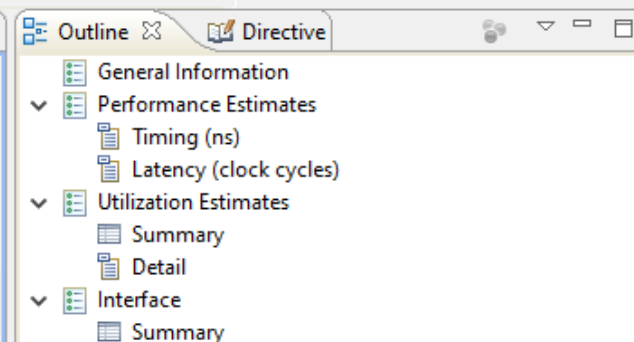 Outline Directive
General Information
Performance Estimates
Timing (ns)
Latency (clock cycles)
Utilization Estimates
Summary
Detail
Interface
Summary